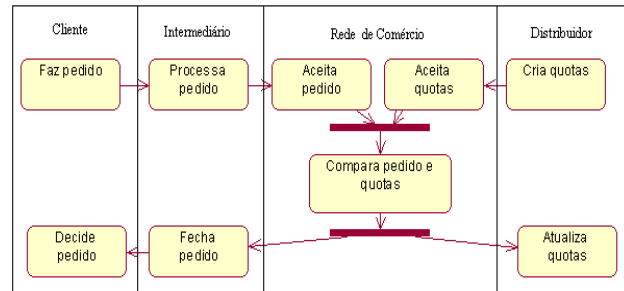 Cliente
Intermediário
Rede de Comércio
Distribuidor
Faz pedido
Processa
pedido
Aceita
pedido
Aceita
quotas
Cria quotas
Compara pedido e
quotas
Decide
pedido
Fecha
pedido
Atualiza
quotas